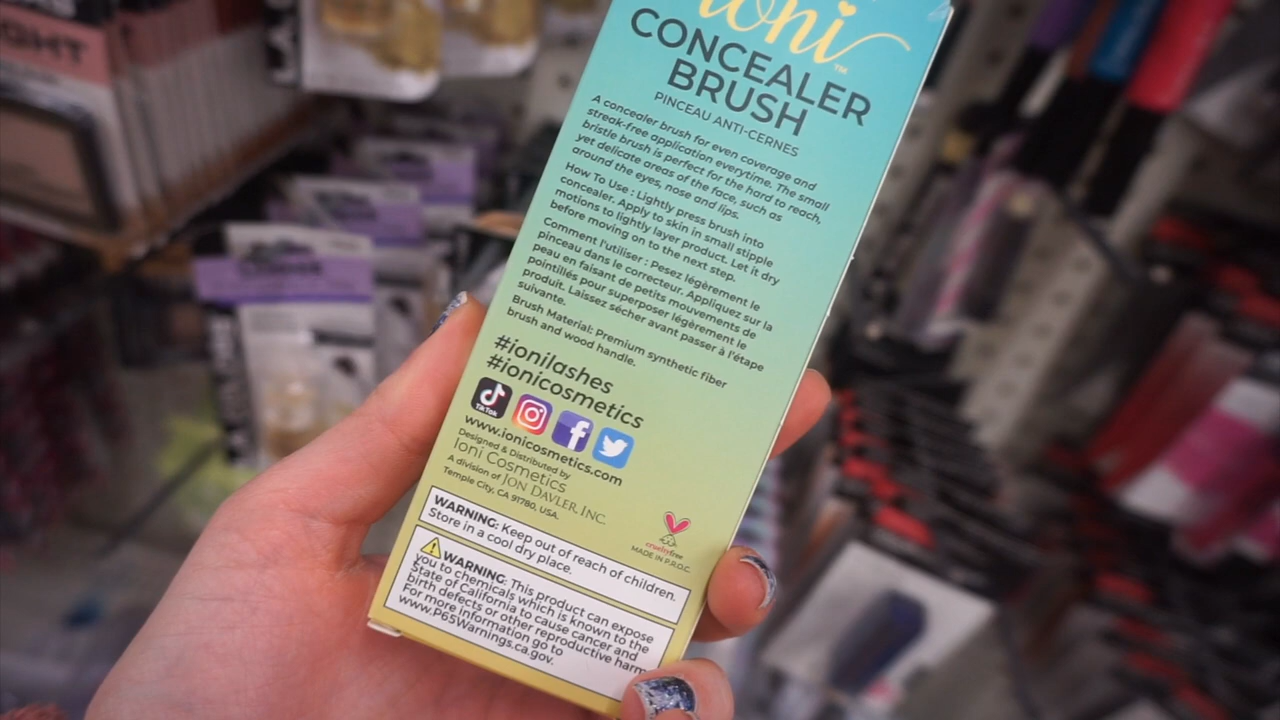 ioni
™
CONCEALER
BRUSH
PINCEAU ANTI-CERNES
A concealer brush for even coverage and
streak-free application everytime. The small
bristle brush is perfect for the hard to reach,
yet delicate areas of the face, such as
around the eyes, nose and lips.
How To Use : Lightly press brush into
concealer. Apply to skin in small stipple
motions to lightly layer product. Let it dry
before moving on to the next step.
Comment l'utiliser : Pesez légèrement le
pinceau dans le correcteur. Appliquez sur la
peau en faisant de petits mouvements de
pointillés pour superposer légèrement le
produit. Laissez sécher avant passer à l'étape
suivante.
Brush Material: Premium synthetic fiber
brush and wood handle.
#ionilashes
#ionicosmetics
TikTok
www.ionicosmetics.com
Designed & Distributed by
Ioni Cosmetics
A division of JON DAVLER, INC.
Temple City, CA 91780, USA.
crueltyfree
MADE IN P.R.O.C.
WARNING: Keep out of reach of children.
Store in a cool dry place.
WARNING: This product can expose
you to chemicals which is known to the
State of California to cause cancer and
birth defects or other reproductive harm.
For more information go to
www.P65Warnings.ca.gov.